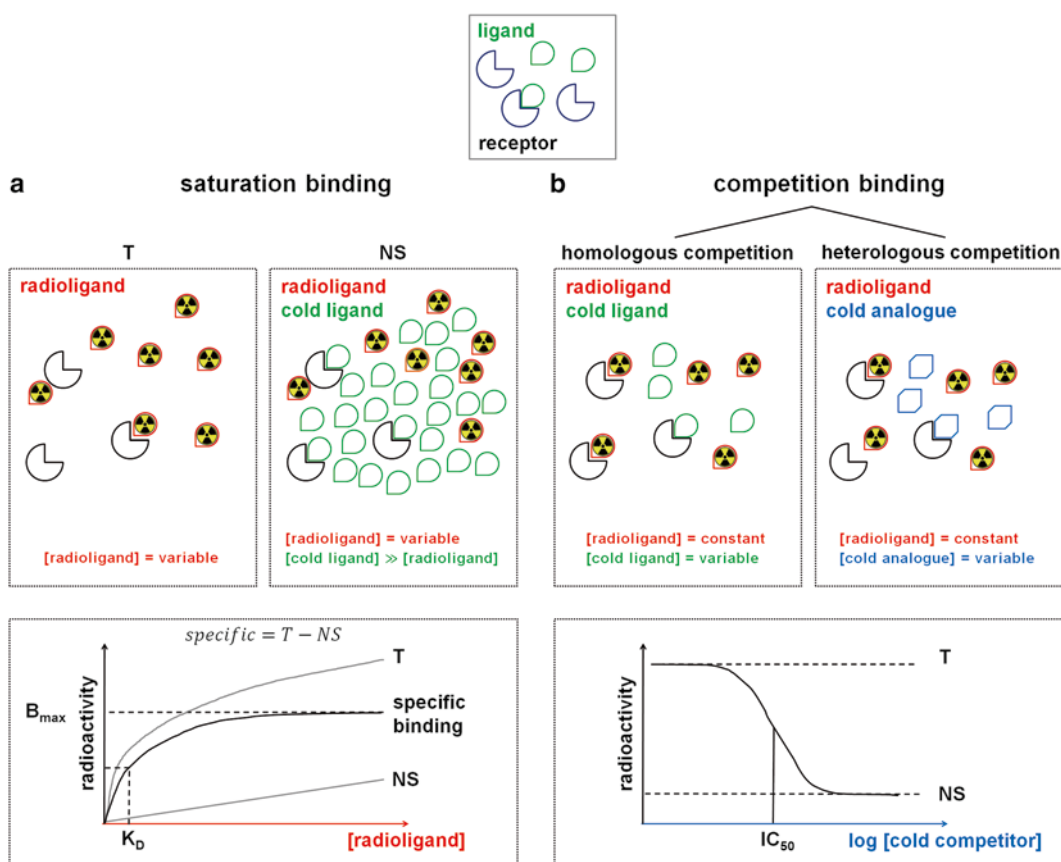 ligand
receptor
a
saturation binding
T
NS
radioligand
[radioligand] = variable
radioligand
cold ligand
[radioligand] = variable
[cold ligand] ≫ [radioligand]
b
competition binding
homologous competition
heterologous competition
radioligand
cold ligand
[radioligand] = constant
[cold ligand] = variable
radioligand
cold analogue
[radioligand] = constant
[cold analogue] = variable
specific = T − NS
T
Bmax
specific
binding
radioactivity
NS
KD
[radioligand]
T
radioactivity
NS
IC50
log [cold competitor]